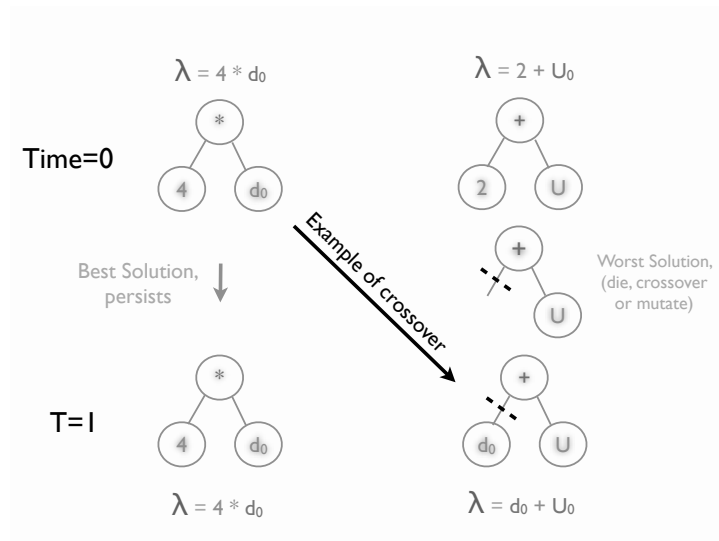 λ = 4 * d₀
λ = 2 + U₀
*
+
Time=0
4
d₀
2
U
Example of crossover
+
Best Solution,
persists
Worst Solution,
(die, crossover
or mutate)
U
*
+
T=1
4
d₀
d₀
U
λ = 4 * d₀
λ = d₀ + U₀